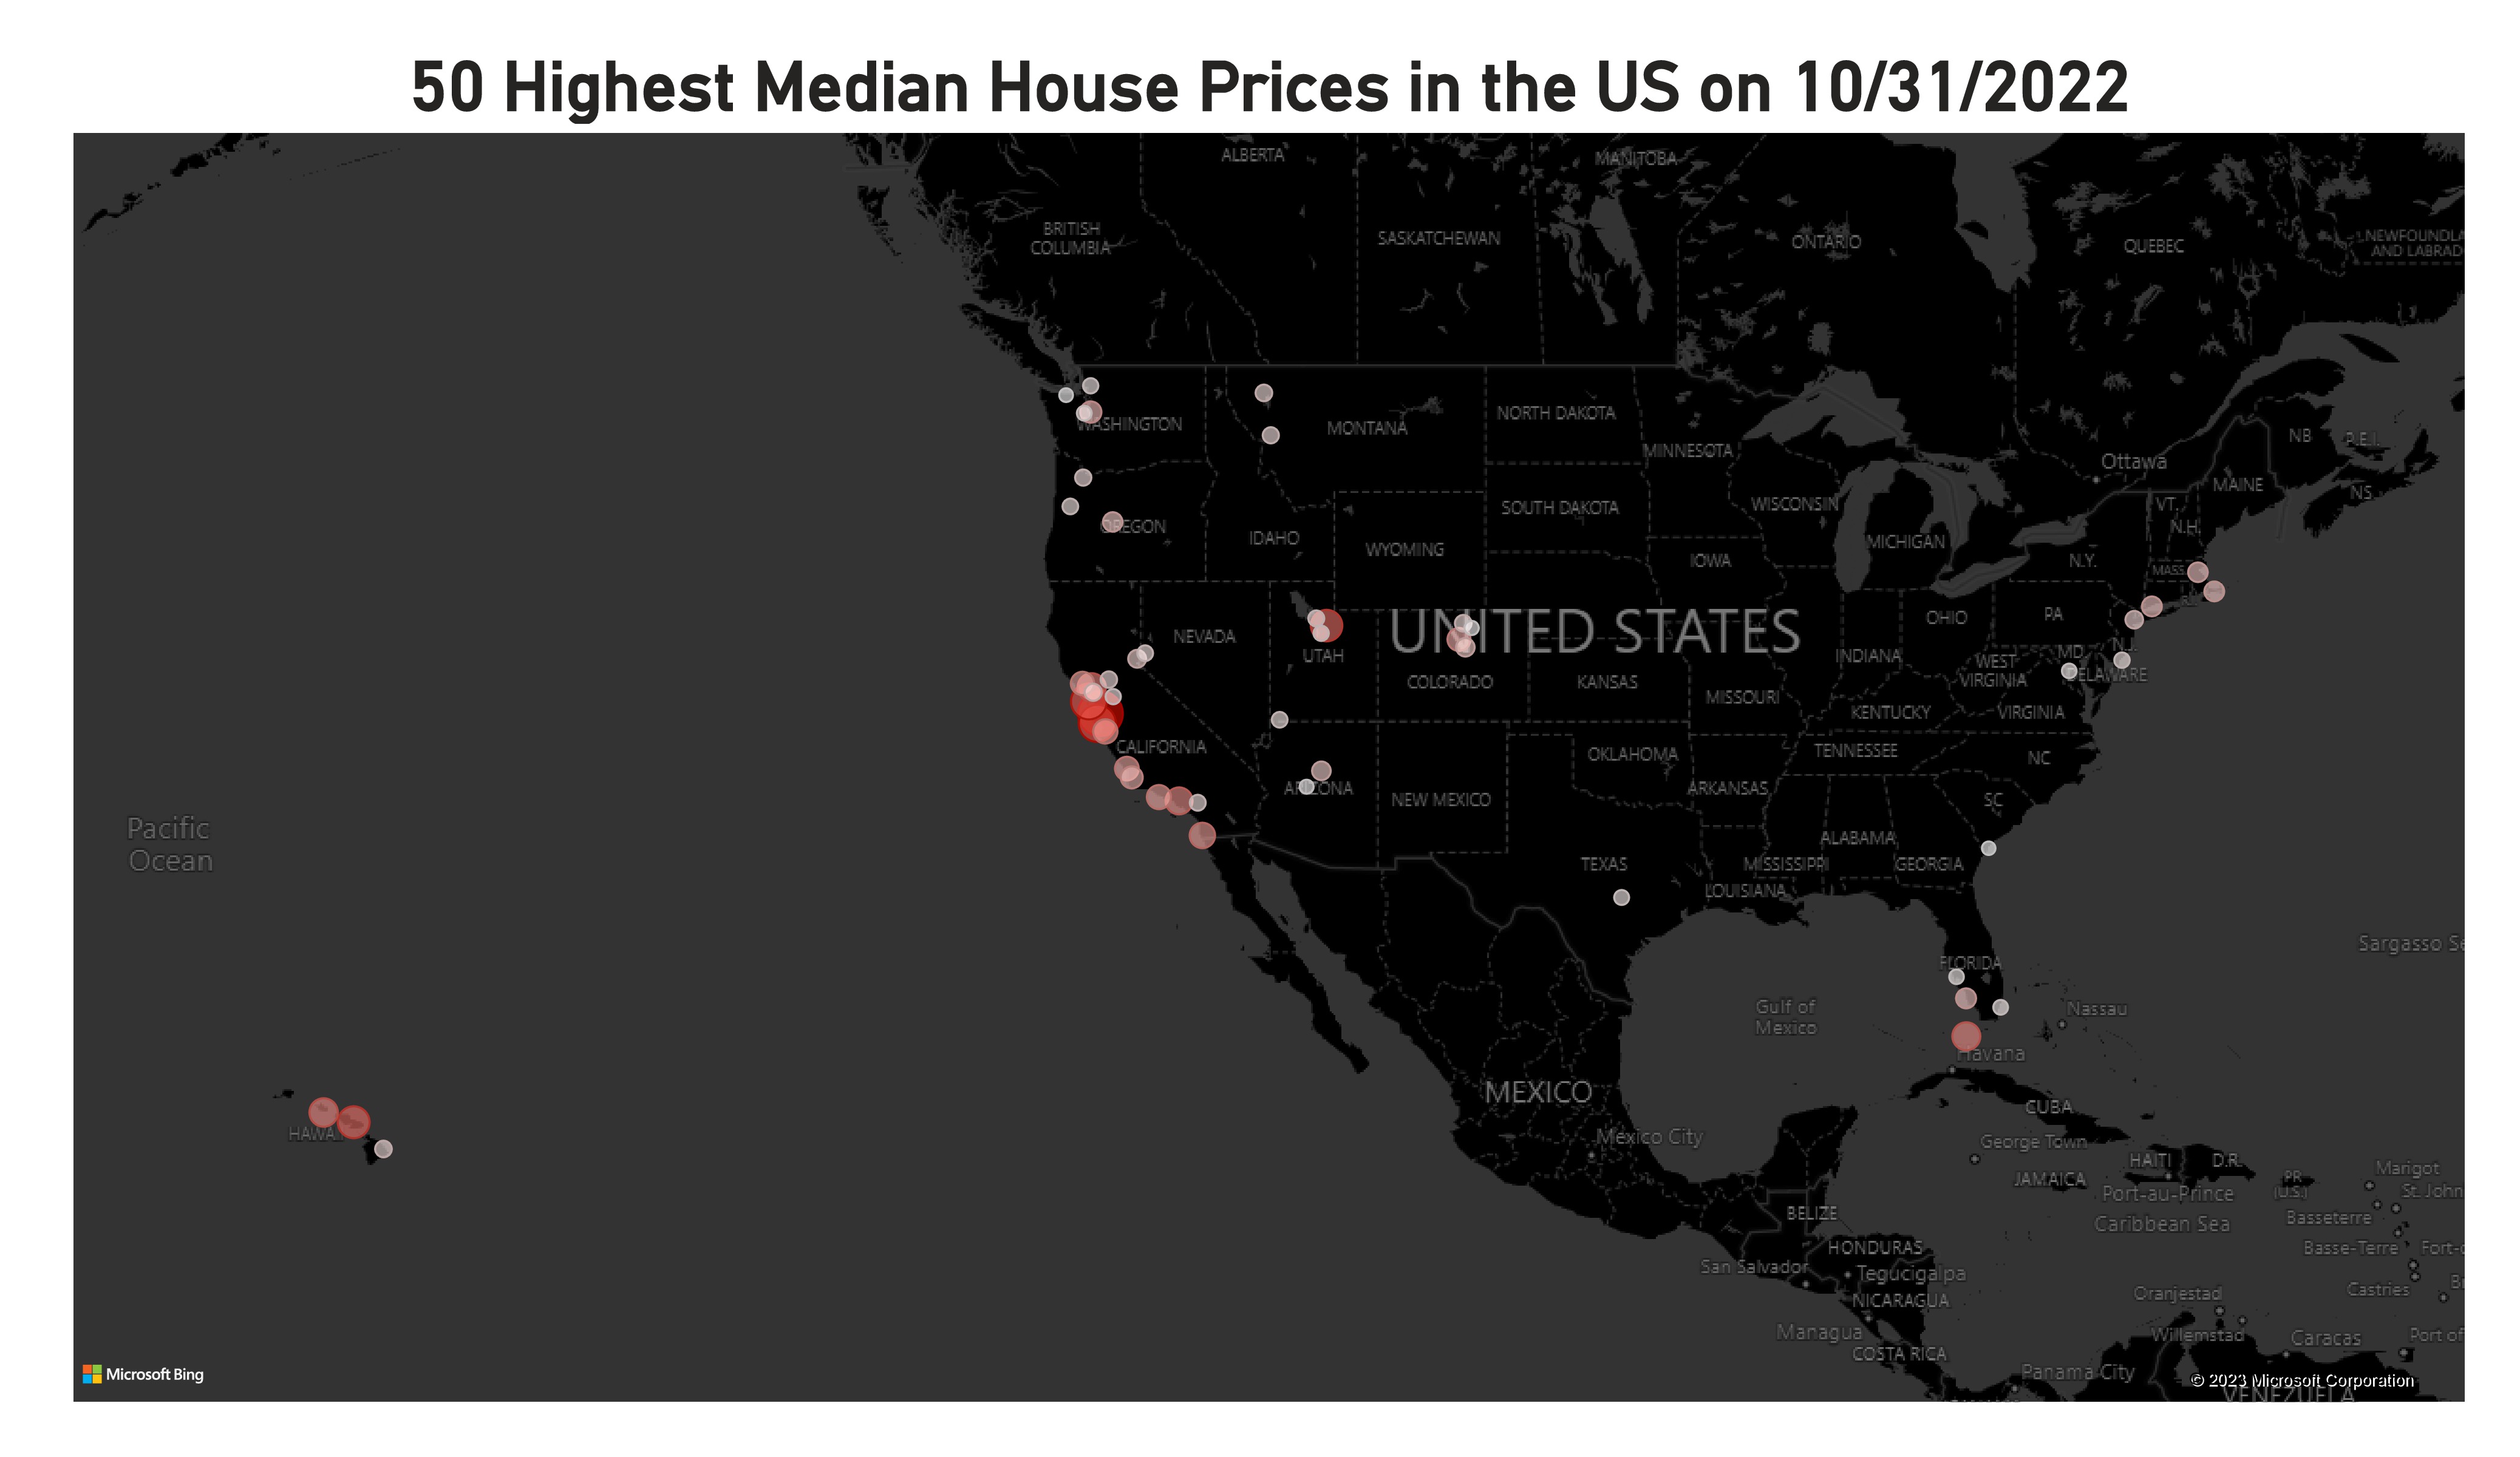 50 Highest Median House Prices in the US on 10/31/2022
ALBERTA
MANITOBA
BRITISH
COLUMBIA
SASKATCHEWAN
ONTARIO
QUEBEC
NEWFOUNDLA
AND LABRAD
WASHINGTON
MONTANA
NORTH DAKOTA
MINNESOTA
Ottawa
NB
P.E.I.
MAINE
NS
OREGON
IDAHO
WYOMING
SOUTH DAKOTA
WISCONSIN
MICHIGAN
VT.
N.H.
IOWA
N.Y.
MASS
R.I.
NEVADA
UTAH
UNITED STATES
OHIO
PA
N.J.
COLORADO
KANSAS
MISSOURI
INDIANA
WEST
VIRGINIA
MD
DELAWARE
KENTUCKY
VIRGINIA
CALIFORNIA
OKLAHOMA
TENNESSEE
NC
ARIZONA
NEW MEXICO
ARKANSAS
SC
Pacific
Ocean
ALABAMA
TEXAS
MISSISSIPPI
GEORGIA
LOUISIANA
Sargasso Se
FLORIDA
Gulf of
Mexico
Nassau
Havana
MEXICO
CUBA
HAWAI
Mexico City
George Town
HAITI
D.R.
PR
(U.S.)
Marigot
JAMAICA
Port-au-Prince
St. John
BELIZE
Caribbean Sea
Basseterre
HONDURAS
Basse-Terre
Fort-d
San Salvador
Tegucigalpa
NICARAGUA
Oranjestad
Castries
Br
Managua
Willemstad
Caracas
Port of
COSTA RICA
Panama City
Microsoft Bing
© 2023 Microsoft Corporation
VENEZUELA